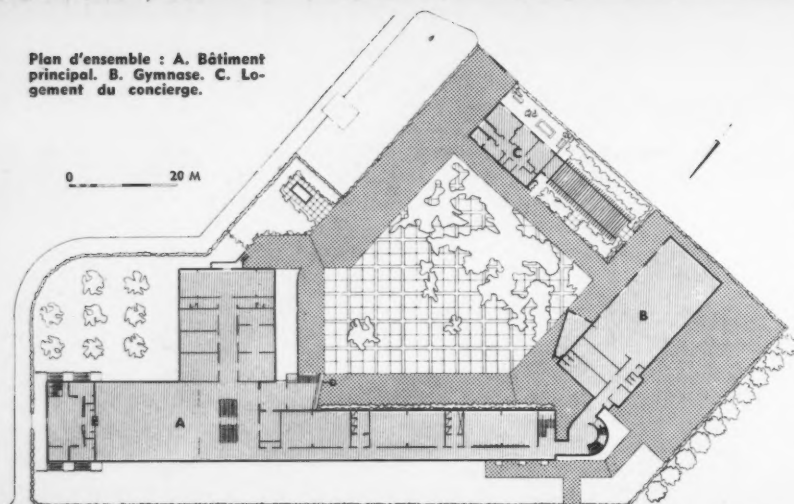 Plan d'ensemble : A. Bâtiment
principal. B. Gymnase. C. Lo-
gement du concierge.
0 20 M
C
B
A